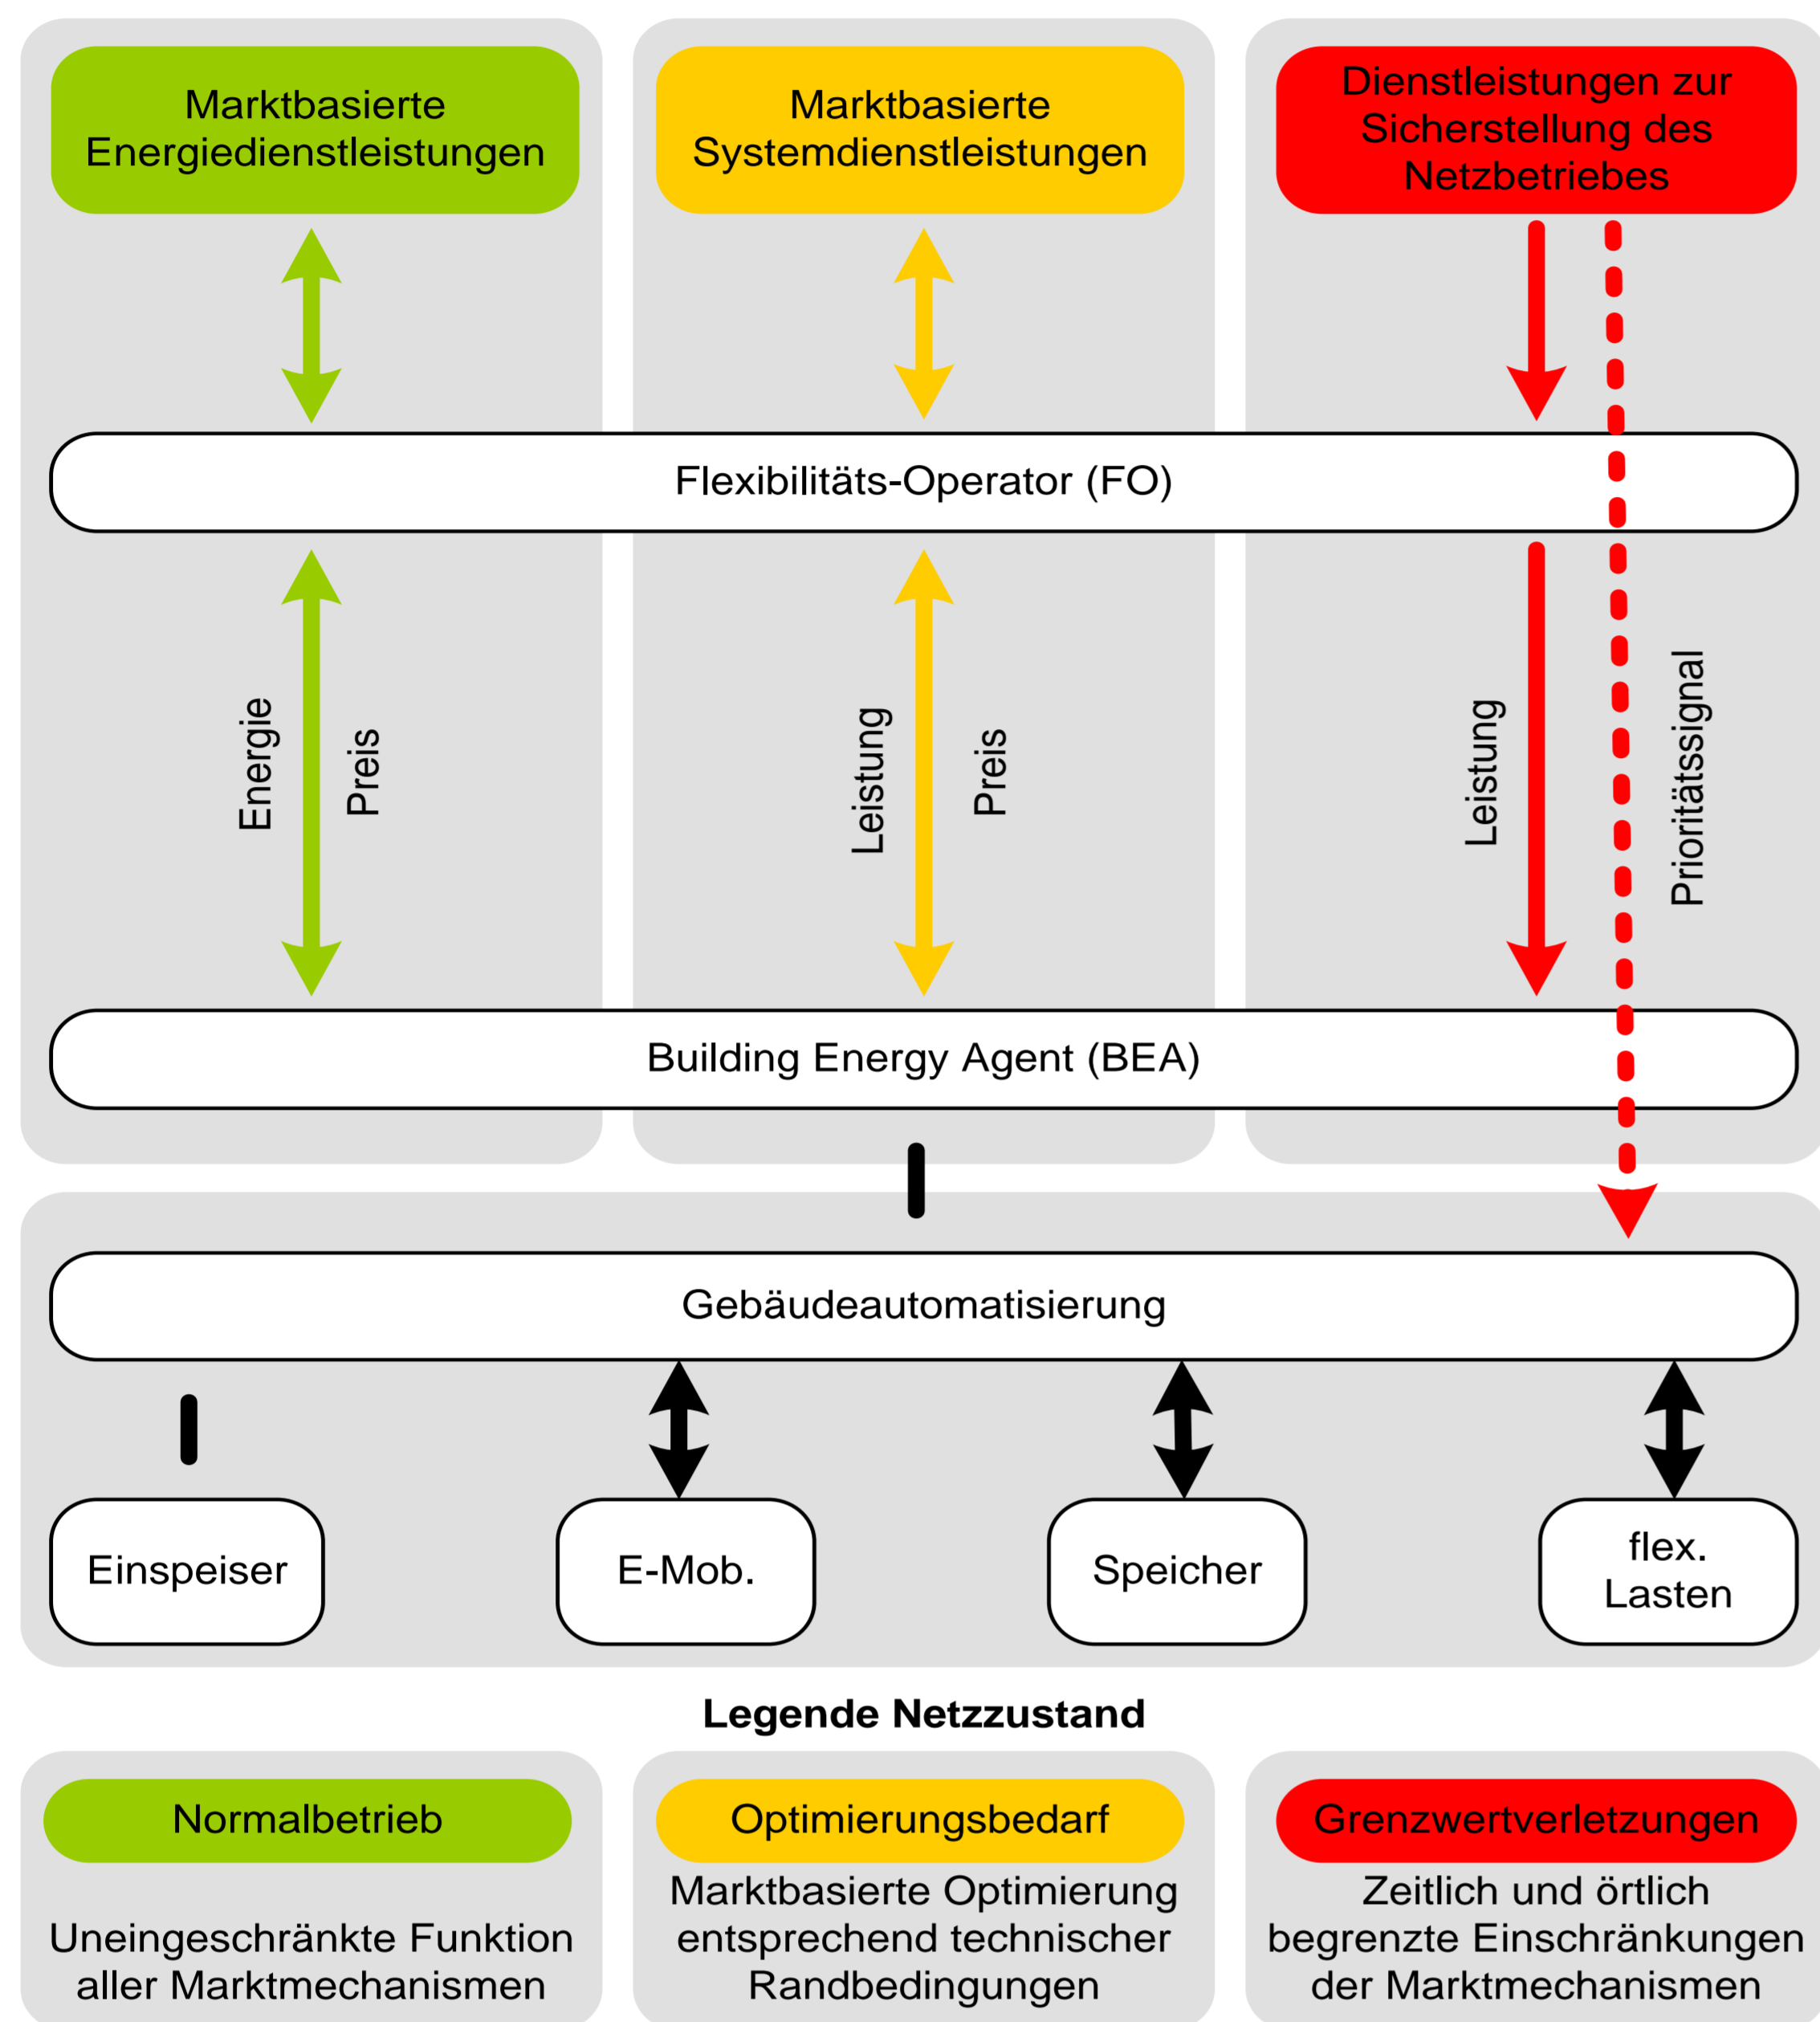 Marktbasierte
Energiedienstleistungen
Marktbasierte
Systemdienstleistungen
Dienstleistungen zur
Sicherstellung des
Netzbetriebes
Flexibilitäts-Operator (FO)
Energie
Preis
Leistung
Preis
Leistung
Prioritätssignal
Building Energy Agent (BEA)
Gebäudeautomatisierung
Einspeiser
E-Mob.
Speicher
flex.
Lasten
Legende Netzzustand
Normalbetrieb
Uneingeschränkte Funktion
aller Marktmechanismen
Optimierungsbedarf
Marktbasierte Optimierung
entsprechend technischer
Randbedingungen
Grenzwertverletzungen
Zeitlich und örtlich
begrenzte Einschränkungen
der Marktmechanismen